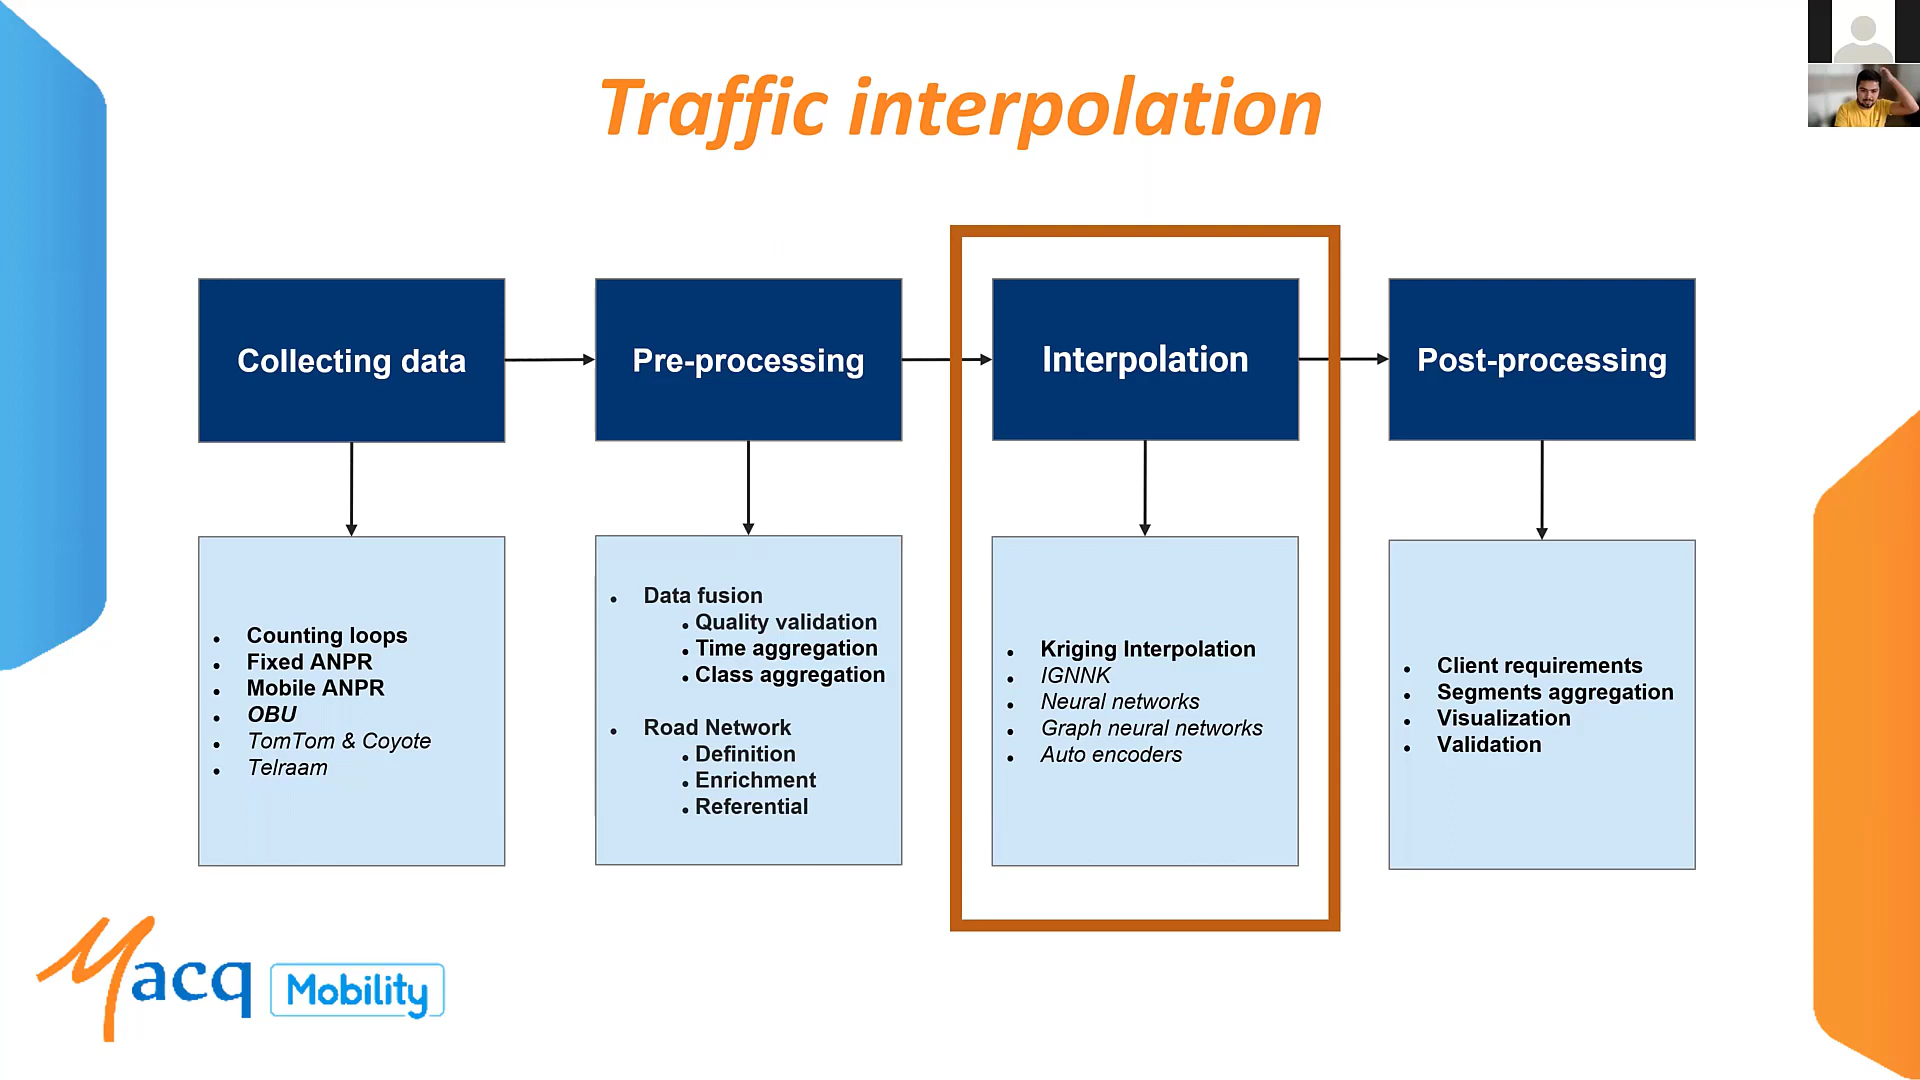 Traffic interpolation
Collecting data
Pre-processing
Interpolation
Post-processing
Counting loops
Fixed ANPR
Mobile ANPR
OBU
TomTom & Coyote
Telraam
Data fusion
Quality validation
Time aggregation
Class aggregation
Road Network
Definition
Enrichment
Referential
Kriging Interpolation
IGNNK
Neural networks
Graph neural networks
Auto encoders
Client requirements
Segments aggregation
Visualization
Validation
Macq Mobility